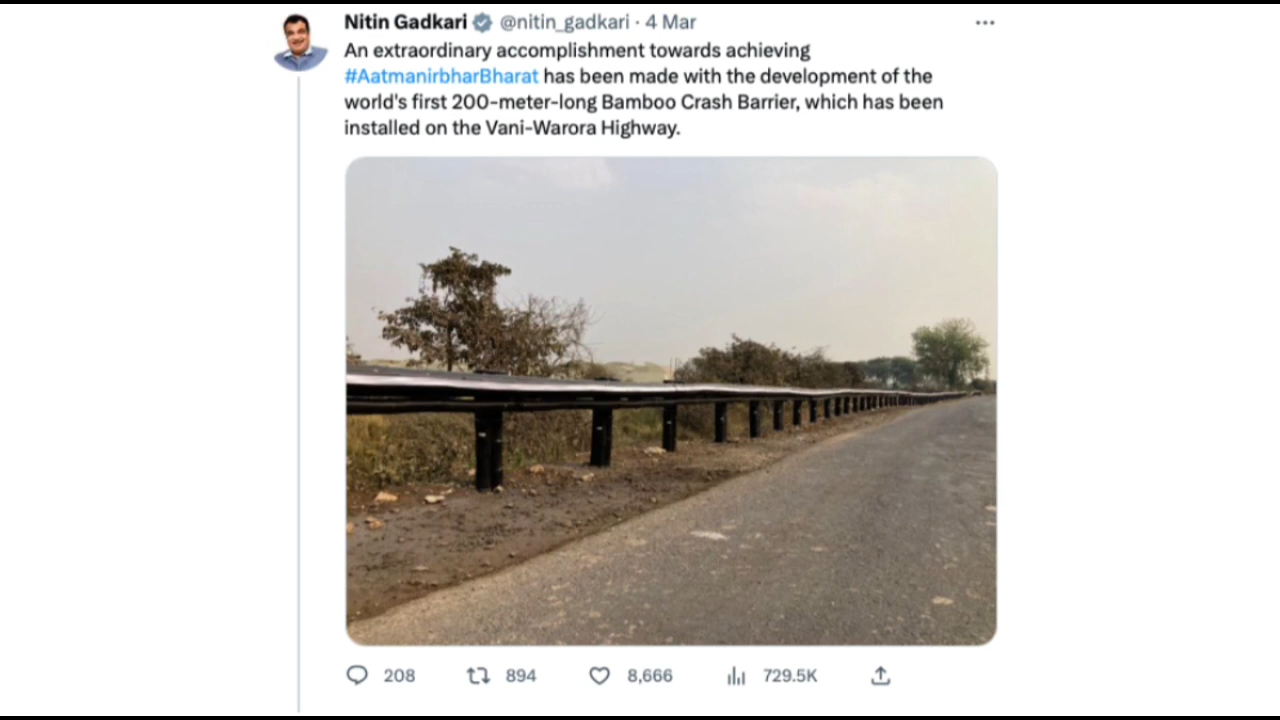 Nitin Gadkari @nitin_gadkari · 4 Mar
An extraordinary accomplishment towards achieving
#AatmanirbharBharat has been made with the development of the
world's first 200-meter-long Bamboo Crash Barrier, which has been
installed on the Vani-Warora Highway.
208 894 8,666 729.5K